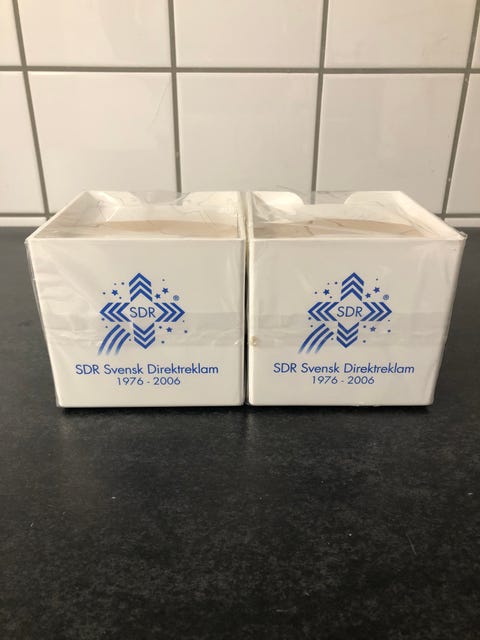 SDR®
SDR Svensk Direktreklam
1976 - 2006
SDR®
SDR Svensk Direktreklam
1976 - 2006